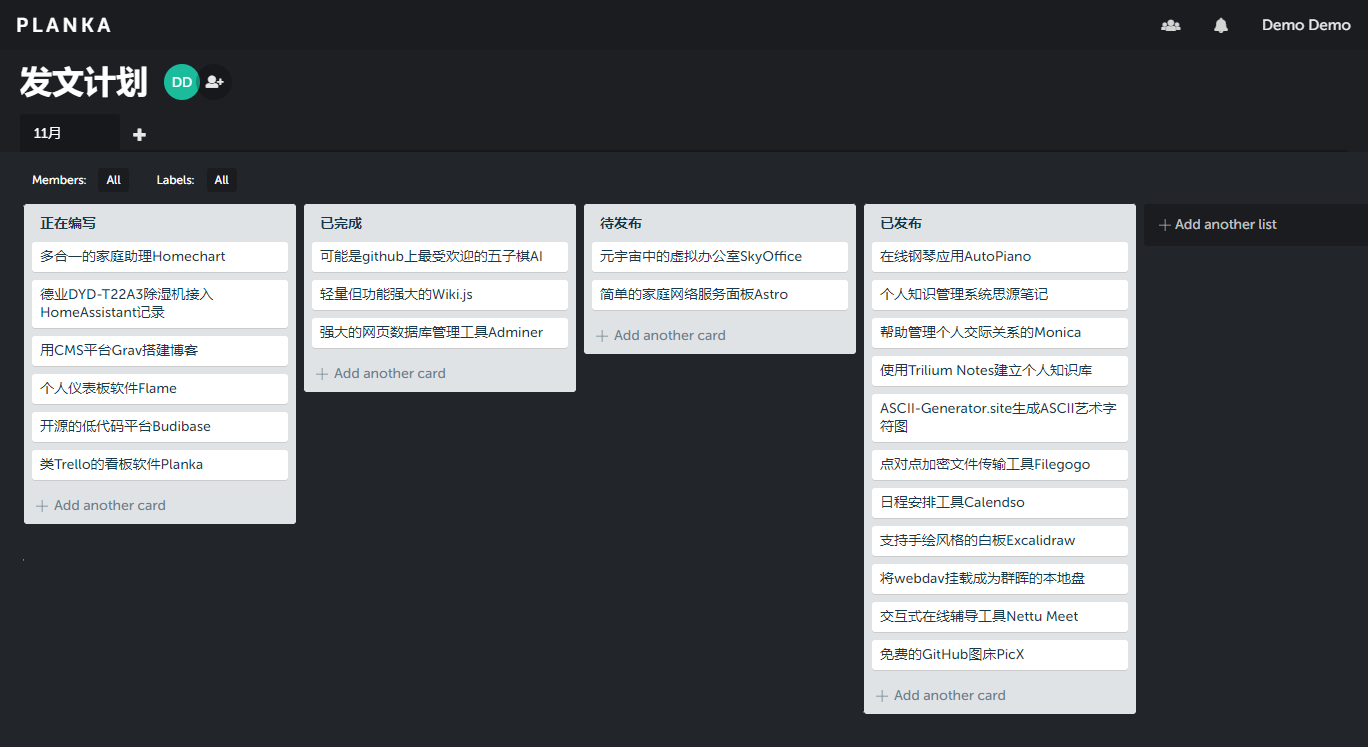 PLANKA
Demo Demo
发文计划
DD
11月
Members: All Labels: All
正在编写
多合一的家庭助理Homechart
德业DYD-T22A3除湿机接入
HomeAssistant记录
用CMS平台Grav搭建博客
个人仪表板软件Flame
开源的低代码平台Budibase
类Trello的看板软件Planka
Add another card
已完成
可能是github上最受欢迎的五子棋AI
轻量但功能强大的Wiki.js
强大的网页数据库管理工具Adminer
Add another card
待发布
元宇宙中的虚拟办公室SkyOffice
简单的家庭网络服务面板Astro
Add another card
已发布
在线钢琴应用AutoPiano
个人知识管理系统思源笔记
帮助管理个人交际关系的Monica
使用Trilium Notes建立个人知识库
ASCII-Generator.site生成ASCII艺术字
符图
点对点加密文件传输工具Filegogo
日程安排工具Calendso
支持手绘风格的白板Excalidraw
将webdav挂载成为群晖的本地盘
交互式在线辅导工具Nettu Meet
免费的GitHub图床PicX
Add another card
Add another list